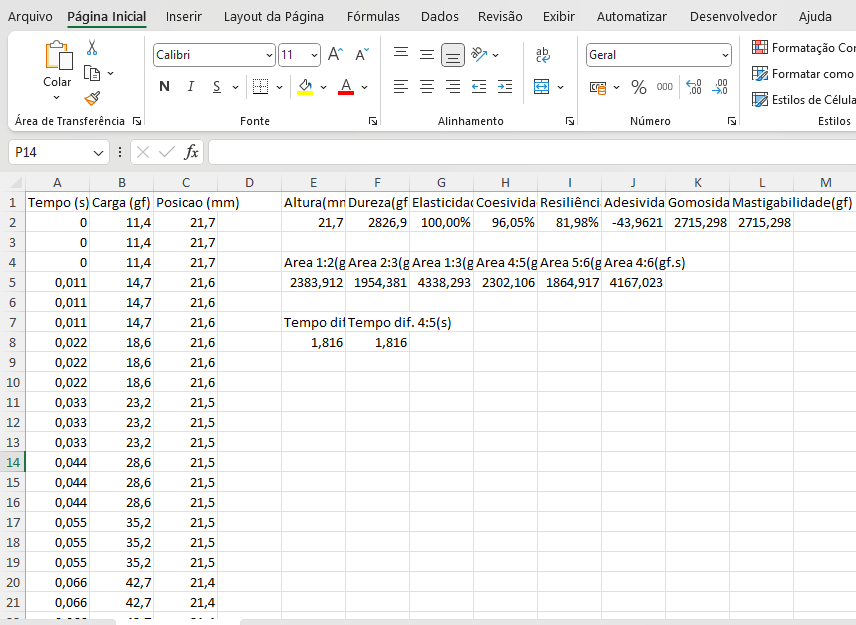 Arquivo Página Inicial Inserir Layout da Página Fórmulas Dados Revisão Exibir Automatizar Desenvolvedor Ajuda
Colar
Calibri 11
N I S A
ab
Geral
% 000
Formatação Con
Formatar como
Estilos de Célula
Área de Transferência Fonte Alinhamento Número Estilos
P14 fx
A B C D E F G H I J K L M
1 Tempo (s) Carga (gf) Posicao (mm) Altura(mm Dureza(gf Elasticidad Coesivida Resiliênci Adesivida Gomosida Mastigabilidade(gf)
2 0 11,4 21,7 21,7 2826,9 100,00% 96,05% 81,98% -43,9621 2715,298 2715,298
3 0 11,4 21,7
4 0 11,4 21,7 Area 1:2(g Area 2:3(g Area 1:3(g Area 4:5(g Area 5:6(g Area 4:6(gf.s)
5 0,011 14,7 21,6 2383,912 1954,381 4338,293 2302,106 1864,917 4167,023
6 0,011 14,7 21,6
7 0,011 14,7 21,6 Tempo dif Tempo dif. 4:5(s)
8 0,022 18,6 21,6 1,816 1,816
9 0,022 18,6 21,6
10 0,022 18,6 21,6
11 0,033 23,2 21,5
12 0,033 23,2 21,5
13 0,033 23,2 21,5
14 0,044 28,6 21,5
15 0,044 28,6 21,5
16 0,044 28,6 21,5
17 0,055 35,2 21,5
18 0,055 35,2 21,5
19 0,055 35,2 21,5
20 0,066 42,7 21,4
21 0,066 42,7 21,4